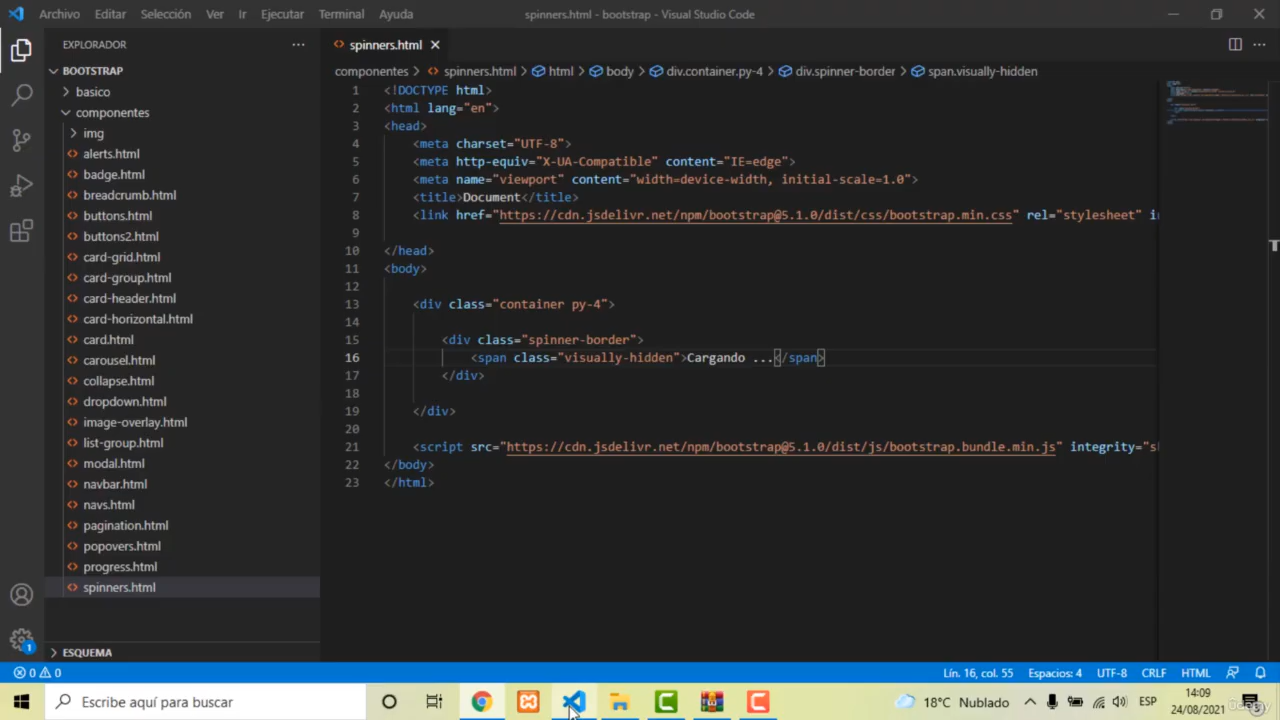 Archivo Editar Selección Ver Ir Ejecutar Terminal Ayuda spinners.html - bootstrap - Visual Studio Code
EXPLORADOR
BOOTSTRAP
basico
componentes
img
alerts.html
badge.html
breadcrumb.html
buttons.html
buttons2.html
card-grid.html
card-group.html
card-header.html
card-horizontal.html
card.html
carousel.html
collapse.html
dropdown.html
image-overlay.html
list-group.html
modal.html
navbar.html
navs.html
pagination.html
popovers.html
progress.html
spinners.html
ESQUEMA
spinners.html
componentes > spinners.html > html > body > div.container.py-4 > div.spinner-border > span.visually-hidden
1 <!DOCTYPE html>
2 <html lang="en">
3 <head>
4 <meta charset="UTF-8">
5 <meta http-equiv="X-UA-Compatible" content="IE=edge">
6 <meta name="viewport" content="width=device-width, initial-scale=1.0">
7 <title>Document</title>
8 <link href="https://cdn.jsdelivr.net/npm/bootstrap@5.1.0/dist/css/bootstrap.min.css" rel="stylesheet"
9
10 </head>
11 <body>
12
13 <div class="container py-4">
14
15 <div class="spinner-border">
16 <span class="visually-hidden">Cargando ...</span>
17 </div>
18
19 </div>
20
21 <script src="https://cdn.jsdelivr.net/npm/bootstrap@5.1.0/dist/js/bootstrap.bundle.min.js" integrity="
22 </body>
23 </html>
1
0 0 Lín. 16, col. 55 Espacios: 4 UTF-8 CRLF HTML
Escribe aquí para buscar
18°C Nublado ESP
14:09
24/08/2021